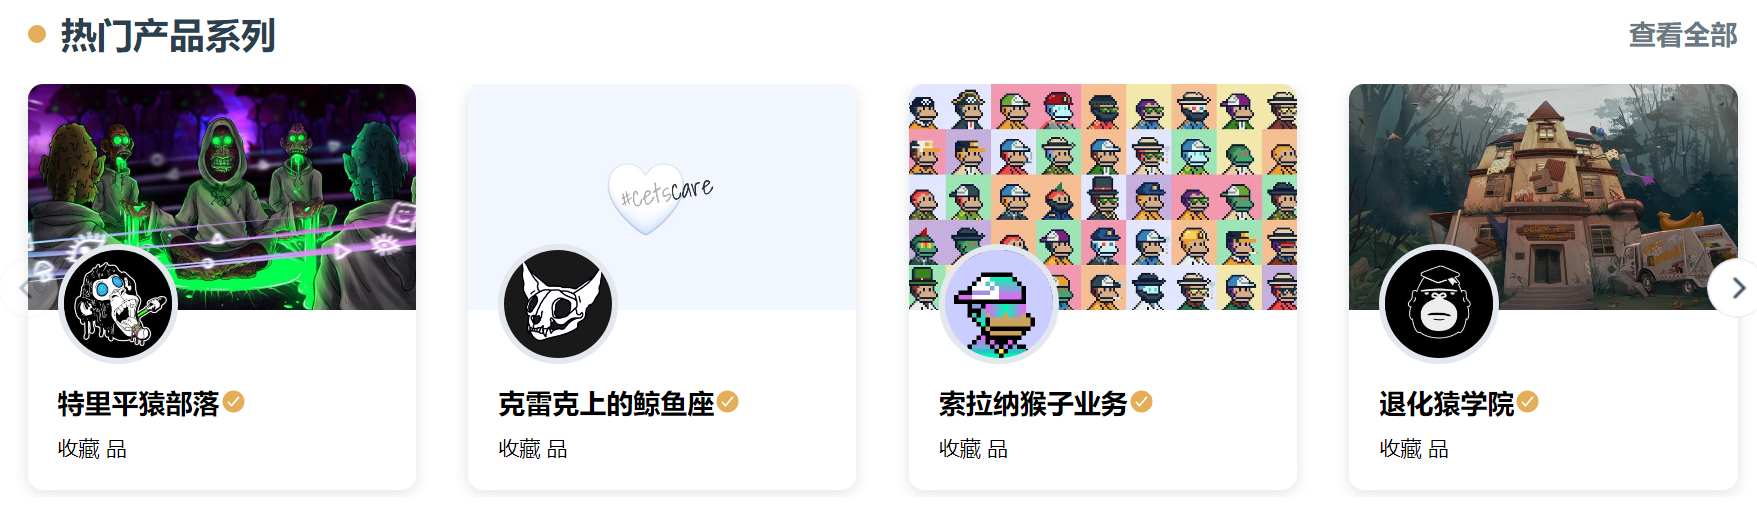 热门产品系列
查看全部
#cetscare
特里平猿部落
收藏 品
克雷克上的鲸鱼座
收藏 品
索拉纳猴子业务
收藏 品
退化猿学院
收藏 品